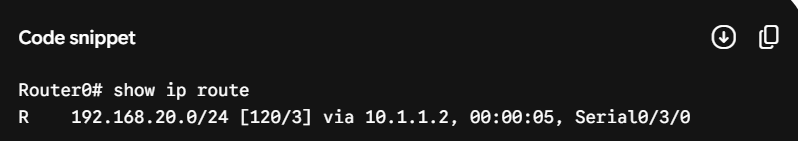 Code snippet
Router0# show ip route
R    192.168.20.0/24 [120/3] via 10.1.1.2, 00:00:05, Serial0/3/0